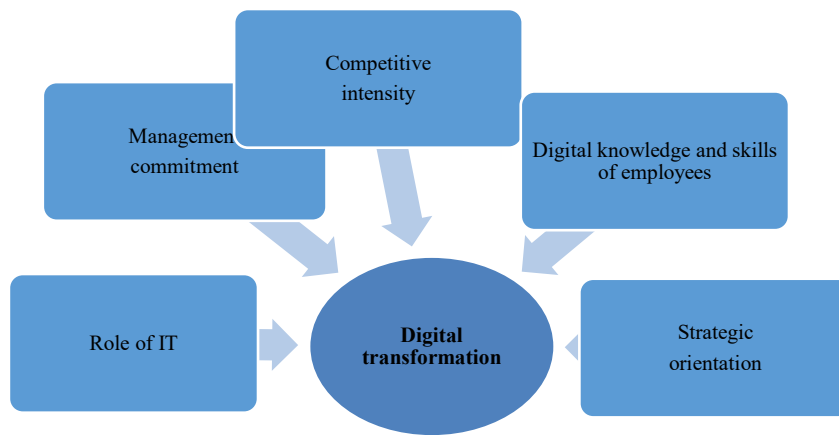 Competitive
intensity
Managemen
commitment
Digital knowledge and skills
of employees
Role of IT
Digital
transformation
Strategic
orientation